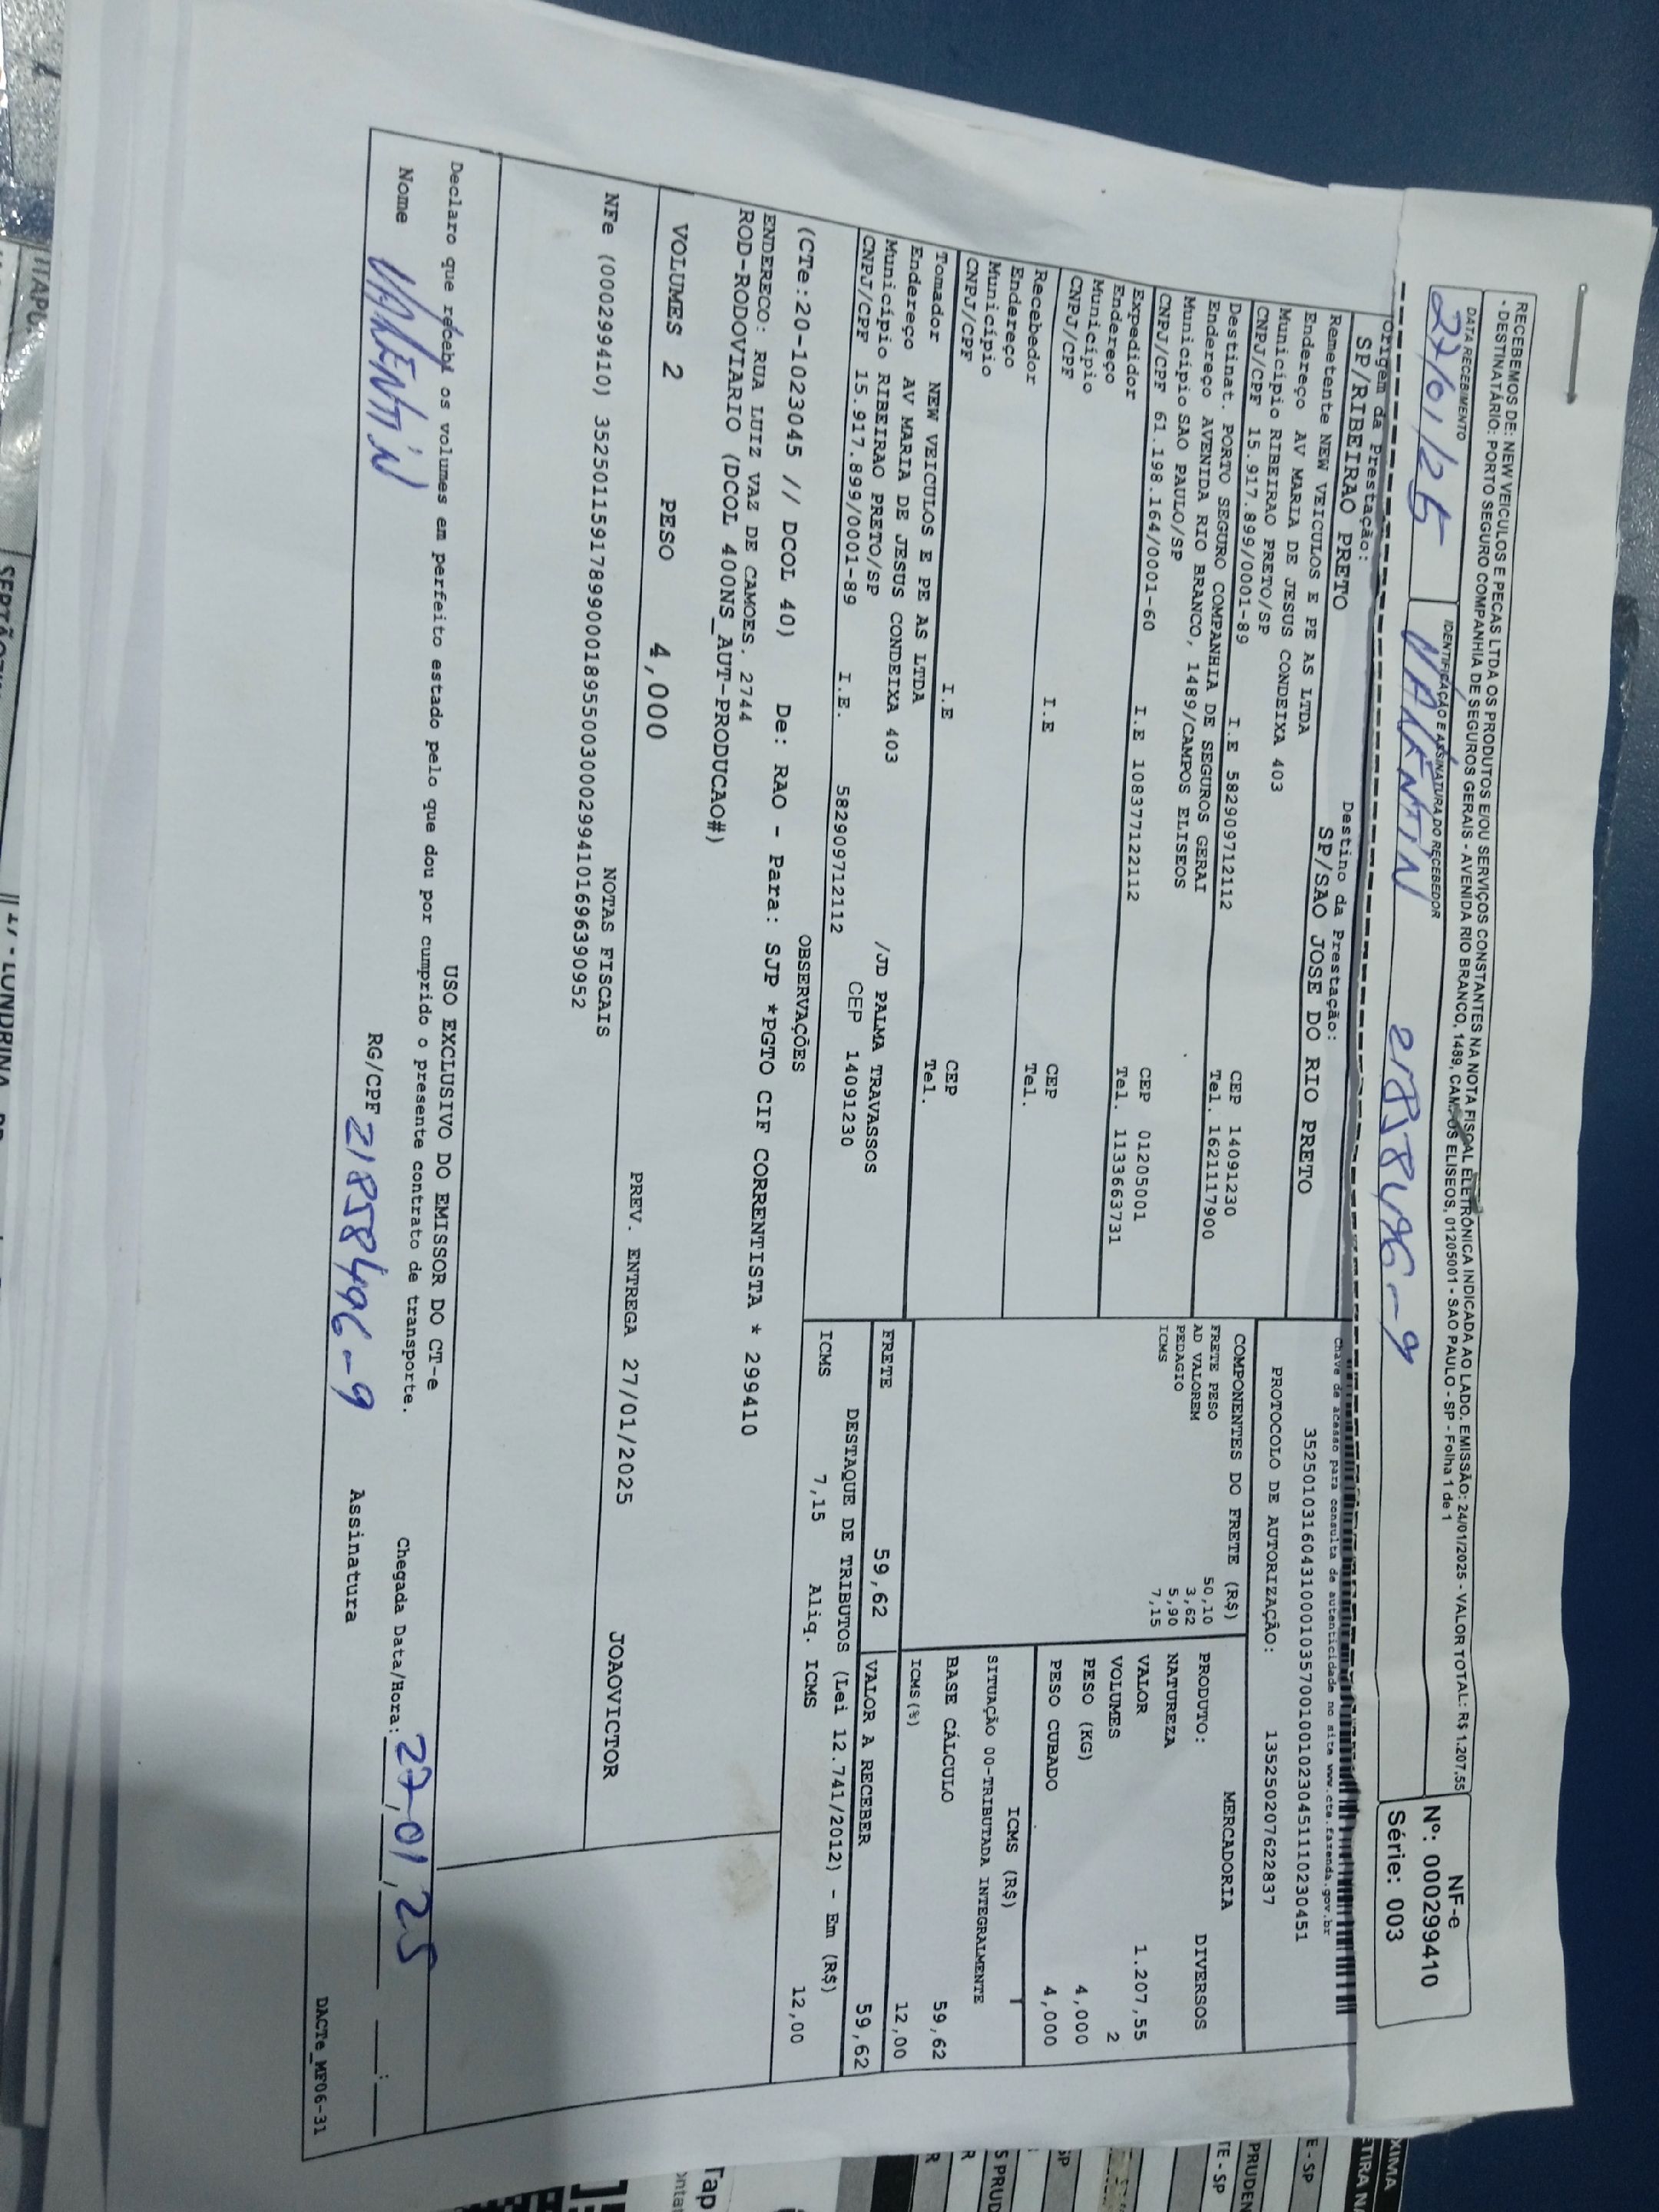 RECEBEMOS DE: NEW VEICULOS E PECAS LTDA OS PRODUTOS E/OU SERVIÇOS CONSTANTES NA NOTA FISCAL ELETRÔNICA INDICADA AO LADO. EMISSÃO: 24/01/2025 - VALOR TOTAL: R$ 1.207,55
- DESTINATÁRIO: PORTO SEGURO COMPANHIA DE SEGUROS GERAIS - AVENIDA RIO BRANCO, 1489, CAMPOS ELISEOS, 01205001 - SAO PAULO - SP - Folha 1 de 1
NF-e
Nº: 000299410
Série: 003
DATA RECEBIMENTO
27/01/25
IDENTIFICAÇÃO E ASSINATURA DO RECEBEDOR
VALENTIN 21858496-9
Origem da Prestação:
SP/RIBEIRAO PRETO
Destino da Prestação:
SP/SAO JOSE DO RIO PRETO
Chave de acesso para consulta de autenticidade no site www.cte.fazenda.gov.br
PROTOCOLO DE AUTORIZAÇÃO: 135250207622837
Remetente NEW VEICULOS E PE AS LTDA
Endereço AV MARIA DE JESUS CONDEIXA 403
Município RIBEIRAO PRETO/SP CEP 14091230
CNPJ/CPF 15.917.899/0001-89 I.E 582909712112 Tel. 1621117900
Destinat. PORTO SEGURO COMPANHIA DE SEGUROS GERAI
Endereço AVENIDA RIO BRANCO, 1489/CAMPOS ELISEOS
Município SAO PAULO/SP CEP 01205001
CNPJ/CPF 61.198.164/0001-60 I.E 108377122112 Tel. 1133663731
Expedidor
Endereço
Município CEP
CNPJ/CPF I.E Tel.
Recebedor
Endereço
Município CEP
CNPJ/CPF I.E Tel.
Tomador NEW VEICULOS E PE AS LTDA
Endereço AV MARIA DE JESUS CONDEIXA 403 /JD PALMA TRAVASSOS
Município RIBEIRAO PRETO/SP CEP 14091230
CNPJ/CPF 15.917.899/0001-89 I.E. 582909712112
COMPONENTES DO FRETE (R$)
FRETE PESO 50,10
AD VALOREM 3,62
PEDAGIO 5,90
ICMS 7,15
MERCADORIA
PRODUTO: DIVERSOS
NATUREZA
VALOR 1.207,55
VOLUMES 2
PESO (KG) 4,000
PESO CUBADO 4,000
ICMS (R$)
SITUAÇÃO 00-TRIBUTADA INTEGRALMENTE
BASE CÁLCULO 59,62
ICMS(%) 12,00
FRETE 59,62 VALOR A RECEBER 59,62
DESTAQUE DE TRIBUTOS (Lei 12.741/2012) - Em (R$)
ICMS 7,15 Aliq. ICMS 12,00
OBSERVAÇÕES
(CTe:20-1023045 // DCOL 40) De: RAO - Para: SJP *PGTO CIF CORRENTISTA * 299410
ENDERECO: RUA LUIZ VAZ DE CAMOES. 2744
ROD-RODOVIARIO (DCOL 400NS_AUT-PRODUCAO#)
VOLUMES 2 PESO 4,000 PREV. ENTREGA 27/01/2025 JOAOVICTOR
NOTAS FISCAIS
USO EXCLUSIVO DO EMISSOR DO CT-e
Declaro que recebi os volumes em perfeito estado pelo que dou por cumprido o presente contrato de transporte.
Chegada Data/Hora: 27/01/25 __:__
Nome VALENTIN RG/CPF 21858496-9 Assinatura
DACTe_MF06-31
ITAPU
LONDRINA